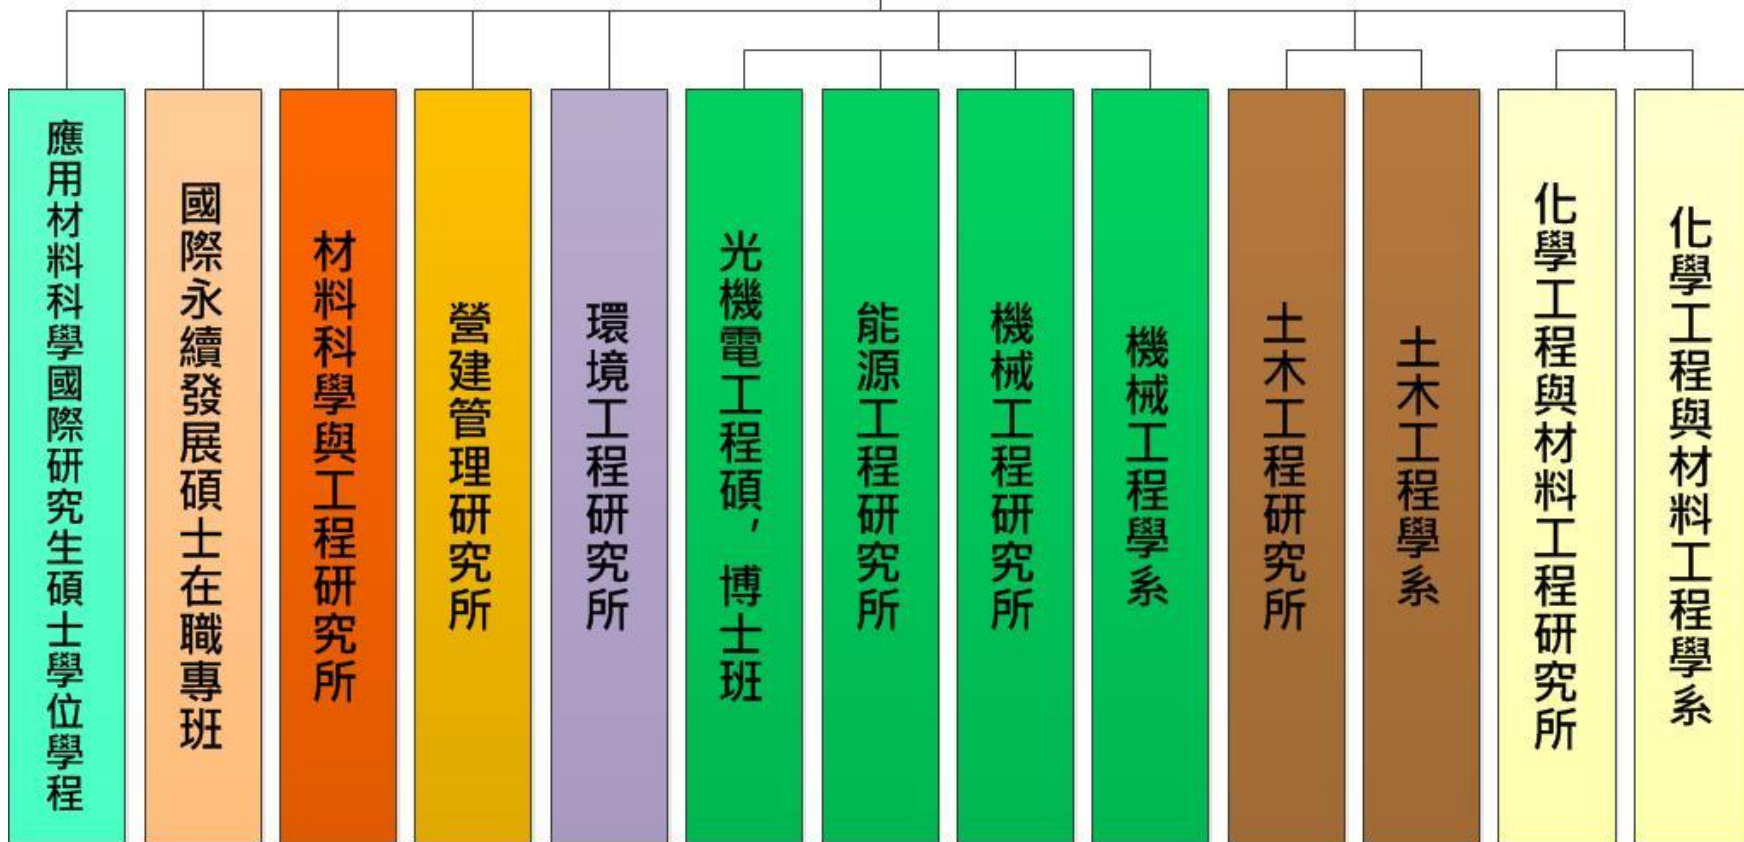 應用材料科學國際研究生碩士學位學程
國際永續發展碩士在職專班
材料科學與工程研究所
營建管理研究所
環境工程研究所
光機電工程碩，博士班
能源工程研究所
機械工程研究所
機械工程學系
土木工程研究所
土木工程學系
化學工程與材料工程研究所
化學工程與材料工程學系